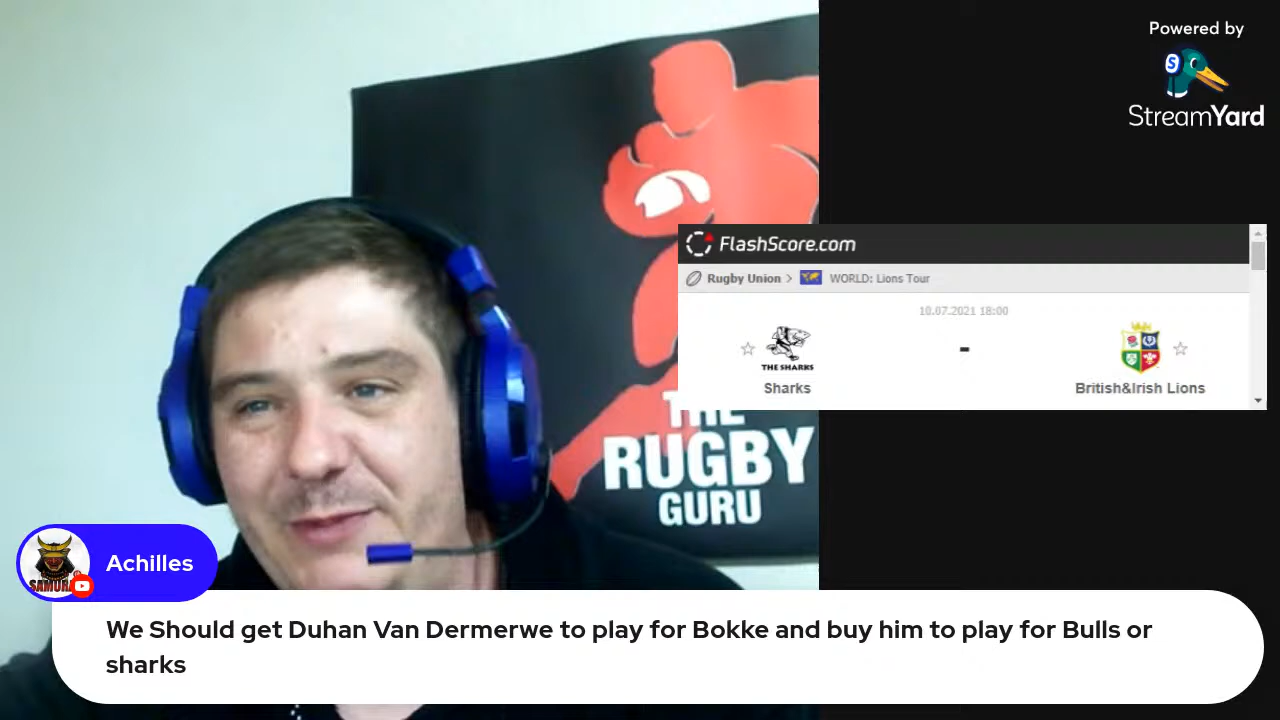 Powered by
StreamYard
FlashScore.com
Rugby Union > WORLD: Lions Tour
10.07.2021 18:00
-
THE SHARKS
Sharks
British&Irish Lions
THE
RUGBY
GURU
Achilles
We Should get Duhan Van Dermerwe to play for Bokke and buy him to play for Bulls or
sharks